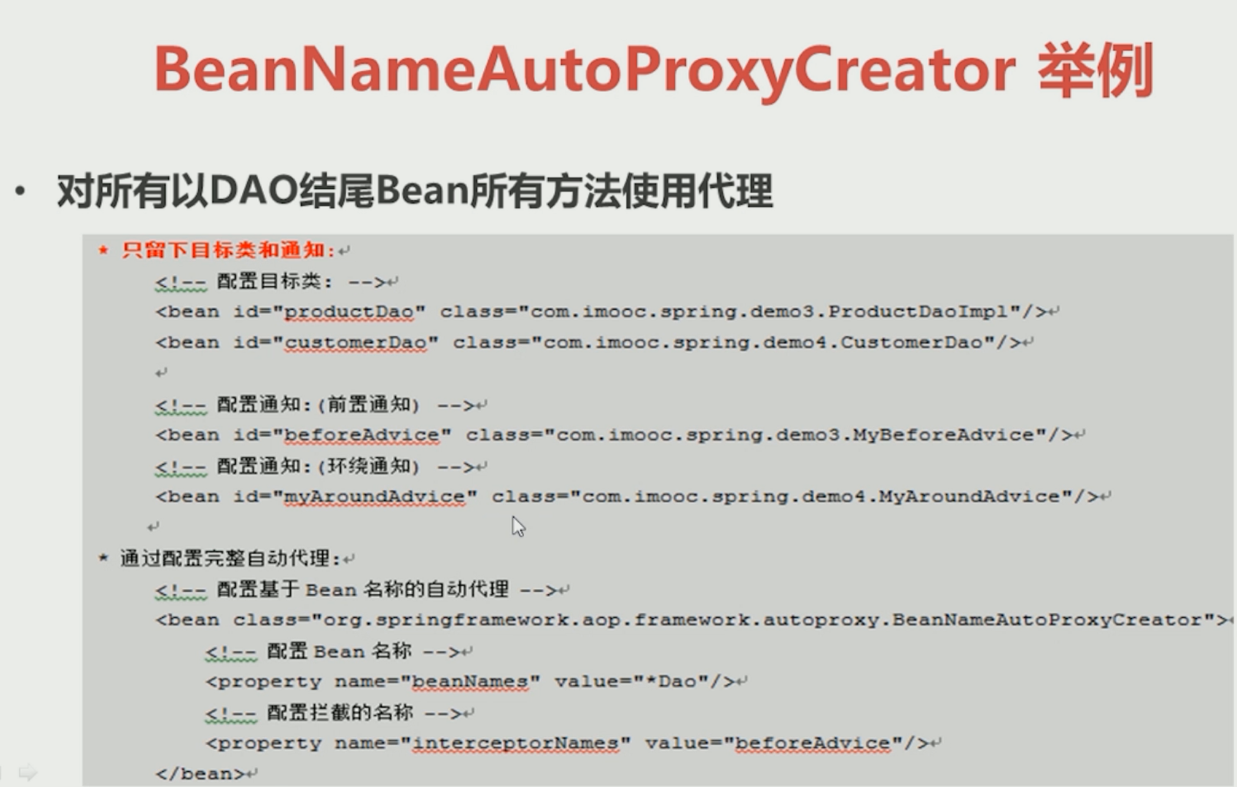 BeanNameAutoProxyCreator 举例
• 对所有以DAO结尾Bean所有方法使用代理
* 只留下目标类和通知:
<!-- 配置目标类: -->
<bean id="productDao" class="com.imooc.spring.demo3.ProductDaoImpl"/>
<bean id="customerDao" class="com.imooc.spring.demo4.CustomerDao"/>
<!-- 配置通知:(前置通知) -->
<bean id="beforeAdvice" class="com.imooc.spring.demo3.MyBeforeAdvice"/>
<!-- 配置通知:(环绕通知) -->
<bean id="myAroundAdvice" class="com.imooc.spring.demo4.MyAroundAdvice"/>
* 通过配置完整自动代理:
<!-- 配置基于 Bean 名称的自动代理 -->
<bean class="org.springframework.aop.framework.autoproxy.BeanNameAutoProxyCreator">
<!-- 配置 Bean 名称 -->
<property name="beanNames" value="*Dao"/>
<!-- 配置拦截的名称 -->
<property name="interceptorNames" value="beforeAdvice"/>
</bean>